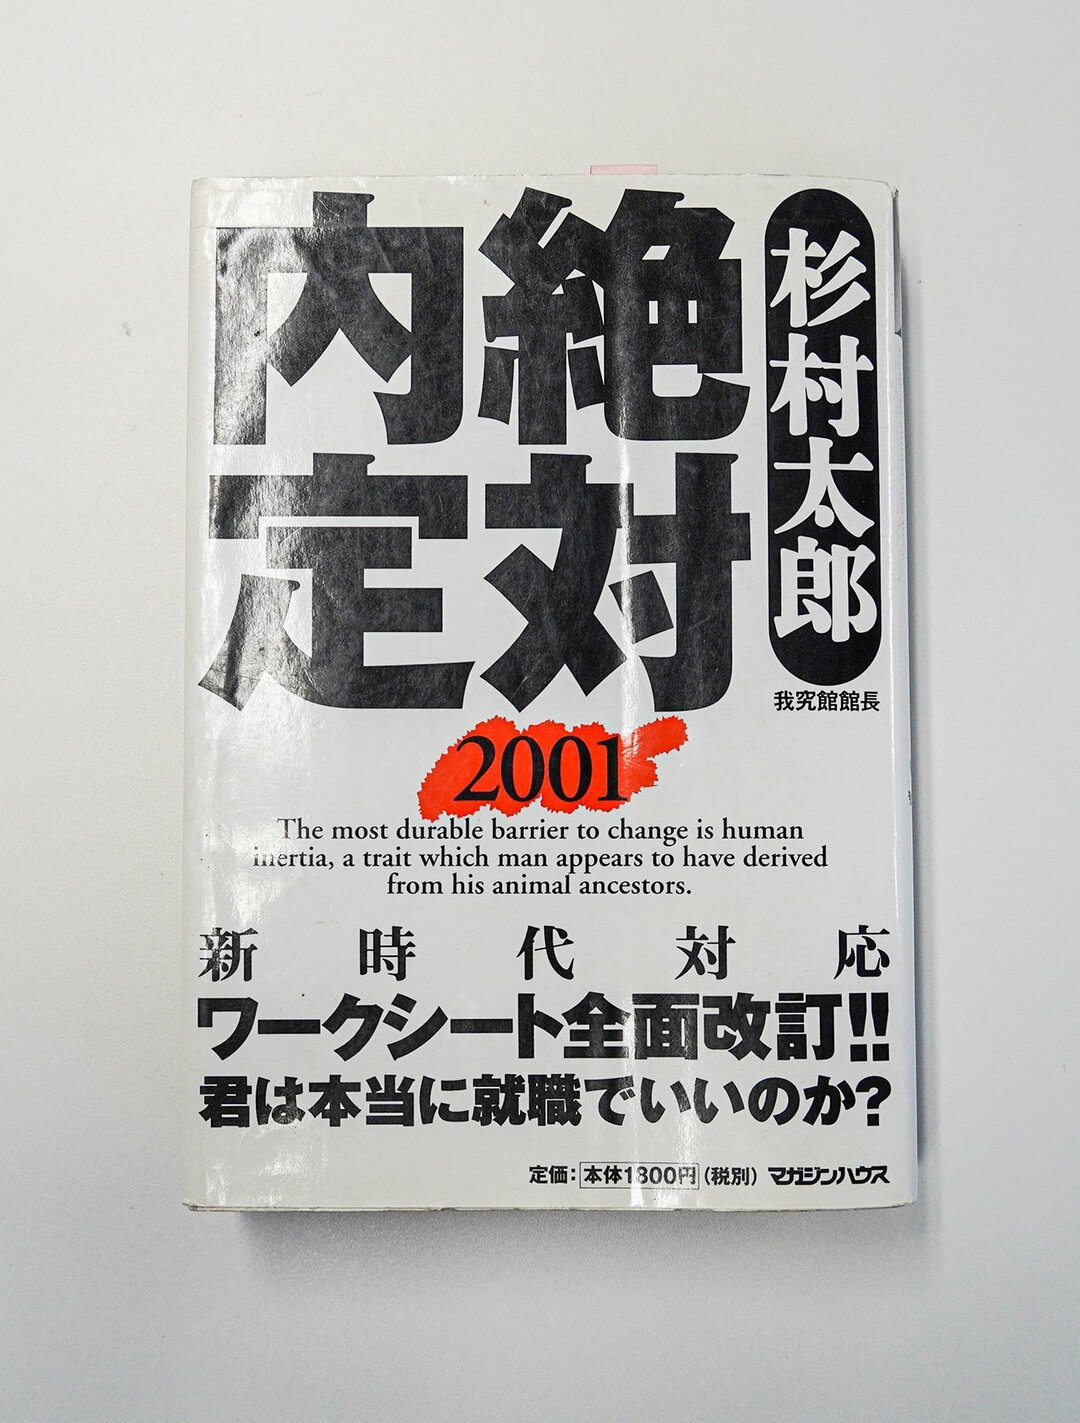 絶対
内定
杉村太郎
我究館館長
2001
The most durable barrier to change is human
inertia, a trait which man appears to have derived
from his animal ancestors.
新時代対応
ワークシート全面改訂!!
君は本当に就職でいいのか?
定価:本体1800円(税別) マガジンハウス